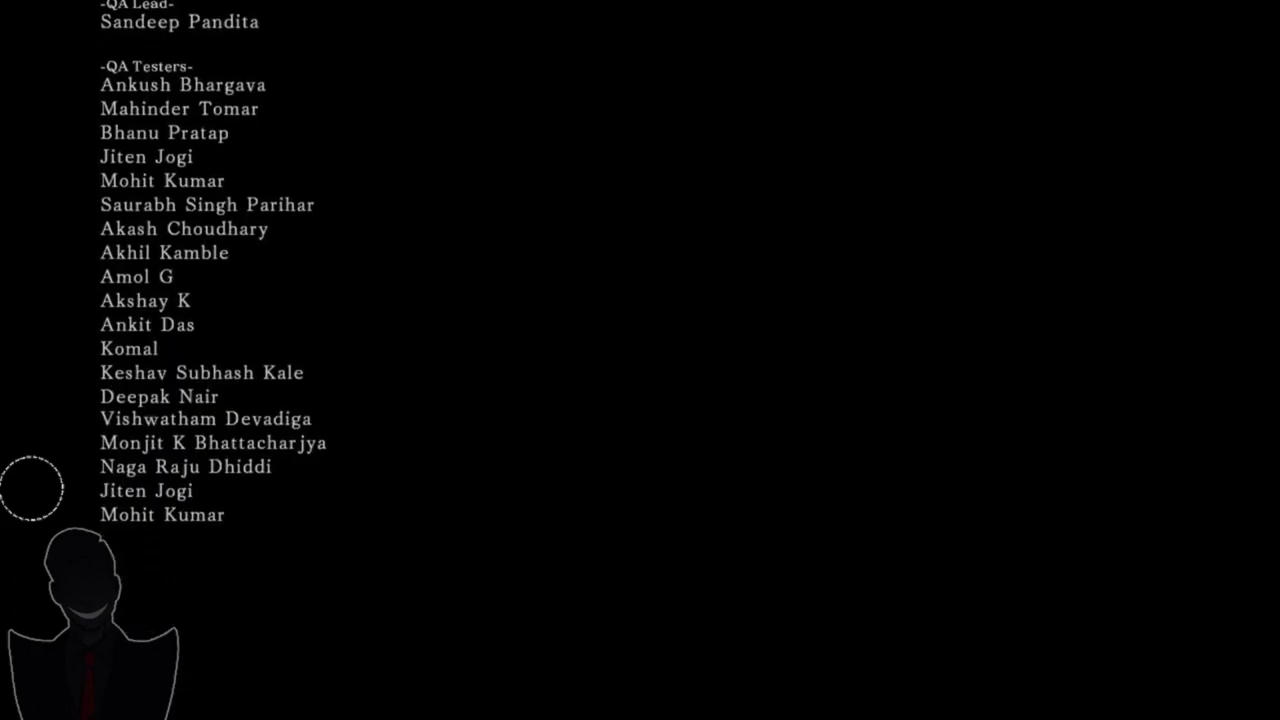 -QA Lead-
Sandeep Pandita
-QA Testers-
Ankush Bhargava
Mahinder Tomar
Bhanu Pratap
Jiten Jogi
Mohit Kumar
Saurabh Singh Parihar
Akash Choudhary
Akhil Kamble
Amol G
Akshay K
Ankit Das
Komal
Keshav Subhash Kale
Deepak Nair
Vishwatham Devadiga
Monjit K Bhattacharjya
Naga Raju Dhiddi
Jiten Jogi
Mohit Kumar